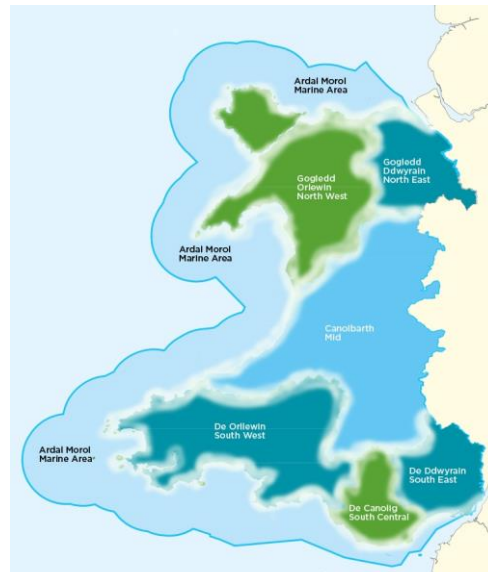 Ardal Morol
Marine Area
Gogledd
Ddwyrain
North East
Gogledd
Orlewin
North West
Ardal Morol
Marine Area
Canolbarth
Mid
De Orllewin
South West
Ardal Morol
Marine Area
De Ddwyrain
South East
De Canolig
South Central